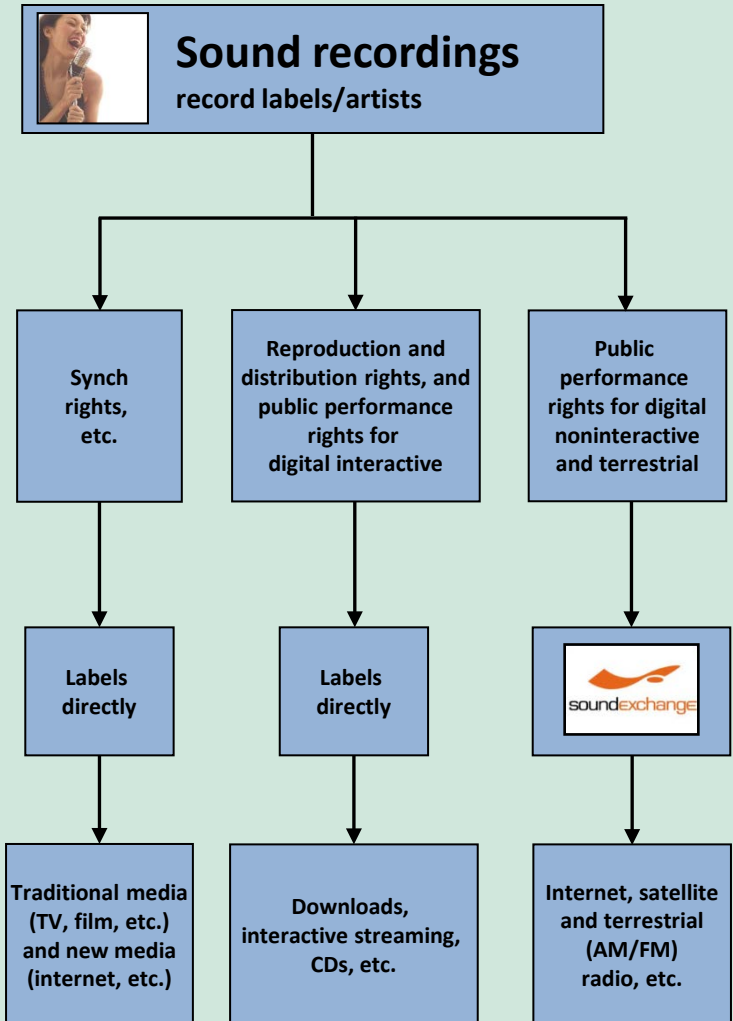 Sound recordings
record labels/artists
Synch
rights,
etc.
Reproduction and
distribution rights, and
public performance
rights for
digital interactive
Public
performance
rights for digital
noninteractive
and terrestrial
Labels
directly
Labels
directly
soundexchange
Traditional media
(TV, film, etc.)
and new media
(internet, etc.)
Downloads,
interactive streaming,
CDs, etc.
Internet, satellite
and terrestrial
(AM/FM)
radio, etc.